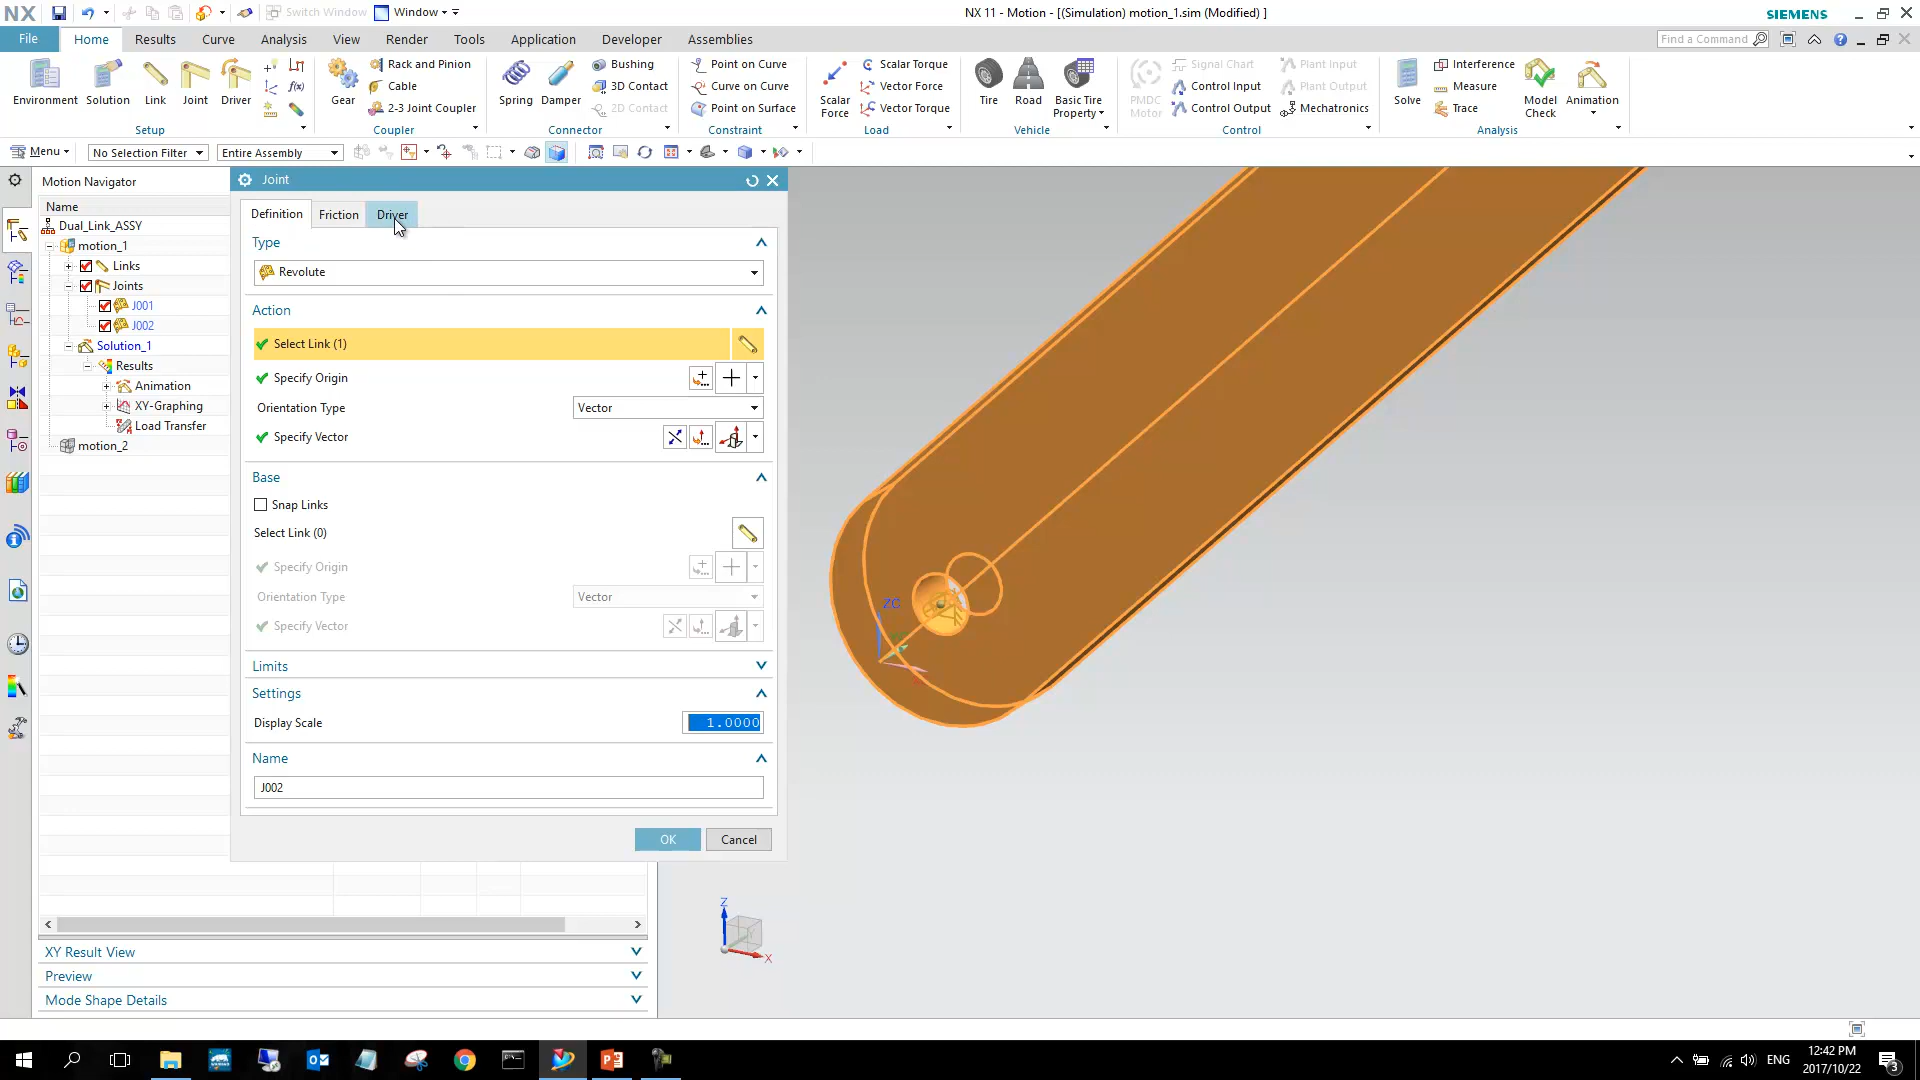 NX
Switch Window
Window
NX 11 - Motion - [(Simulation) motion_1.sim (Modified) ]
SIEMENS
File
Home
Results
Curve
Analysis
View
Render
Tools
Application
Developer
Assemblies
Find a Command
Environment
Solution
Link
Joint
Driver
Setup
Gear
Rack and Pinion
Cable
2-3 Joint Coupler
Coupler
Spring
Damper
Bushing
3D Contact
2D Contact
Connector
Point on Curve
Curve on Curve
Point on Surface
Constraint
Scalar
Force
Scalar Torque
Vector Force
Vector Torque
Load
Tire
Road
Basic Tire
Property
Vehicle
PMDC
Motor
Signal Chart
Control Input
Control Output
Plant Input
Plant Output
Mechatronics
Control
Solve
Interference
Measure
Trace
Model
Check
Animation
Analysis
Menu
No Selection Filter
Entire Assembly
Motion Navigator
Name
Dual_Link_ASSY
motion_1
Links
Joints
J001
J002
Solution_1
Results
Animation
XY-Graphing
Load Transfer
motion_2
Joint
Definition
Friction
Driver
Type
Revolute
Action
Select Link (1)
Specify Origin
Orientation Type
Vector
Specify Vector
Base
Snap Links
Select Link (0)
Specify Origin
Orientation Type
Vector
Specify Vector
Limits
Settings
Display Scale
1.0000
Name
J002
OK
Cancel
ZC
Z
X
XY Result View
Preview
Mode Shape Details
ENG
12:42 PM
2017/10/22
3